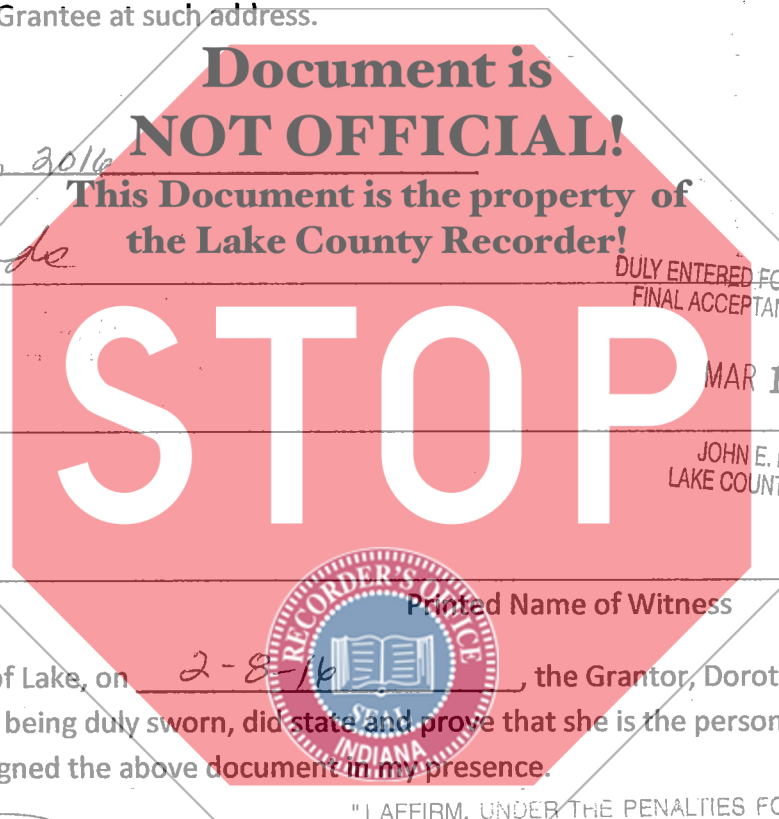 Grantee at such address.
Document is
NOT OFFICIAL!
, 2016
This Document is the property of
the Lake County Recorder!
DULY ENTERED FO
FINAL ACCEPTAN
STOP
MAR 1
JOHN E.
LAKE COUNT
RECORDER'S OFFICE
SEAL
INDIANA
Printed Name of Witness
of Lake, on 2-8-16, the Grantor, Dorot
being duly sworn, did state and prove that she is the person
gned the above document in my presence.
"I AFFIRM, UNDER THE PENALTIES FO